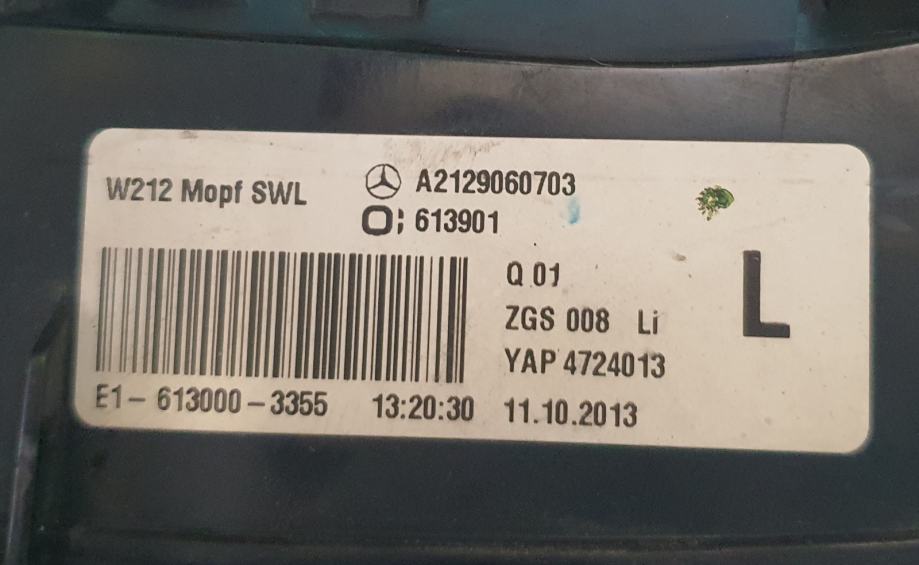 W212 Mopf SWL A2129060703
613901
Q 01
ZGS 008 Li
L
YAP 4724013
E1-613000-3355 13:20:30 11.10.2013